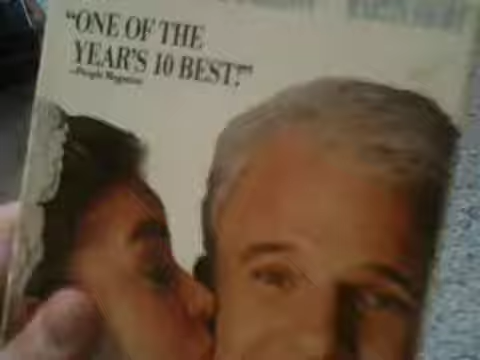 "ONE OF THE
YEAR'S 10 BEST!"
—People Magazine